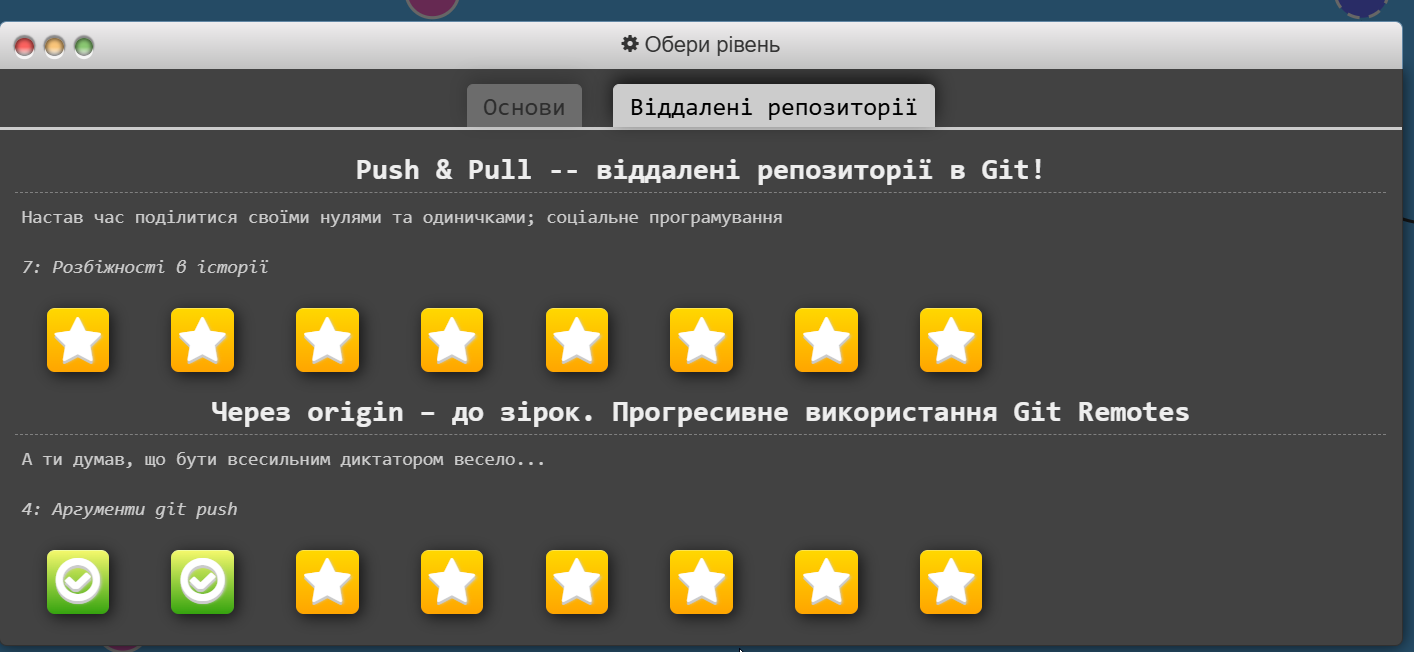 Обери рівень
Основи
Віддалені репозиторії
Push & Pull -- віддалені репозиторії в Git!
Настав час поділитися своїми нулями та одиничками; соціальне програмування
7: Розбіжності в історії
Через origin – до зірок. Прогресивне використання Git Remotes
А ти думав, що бути всесильним диктатором весело...
4: Аргументи git push